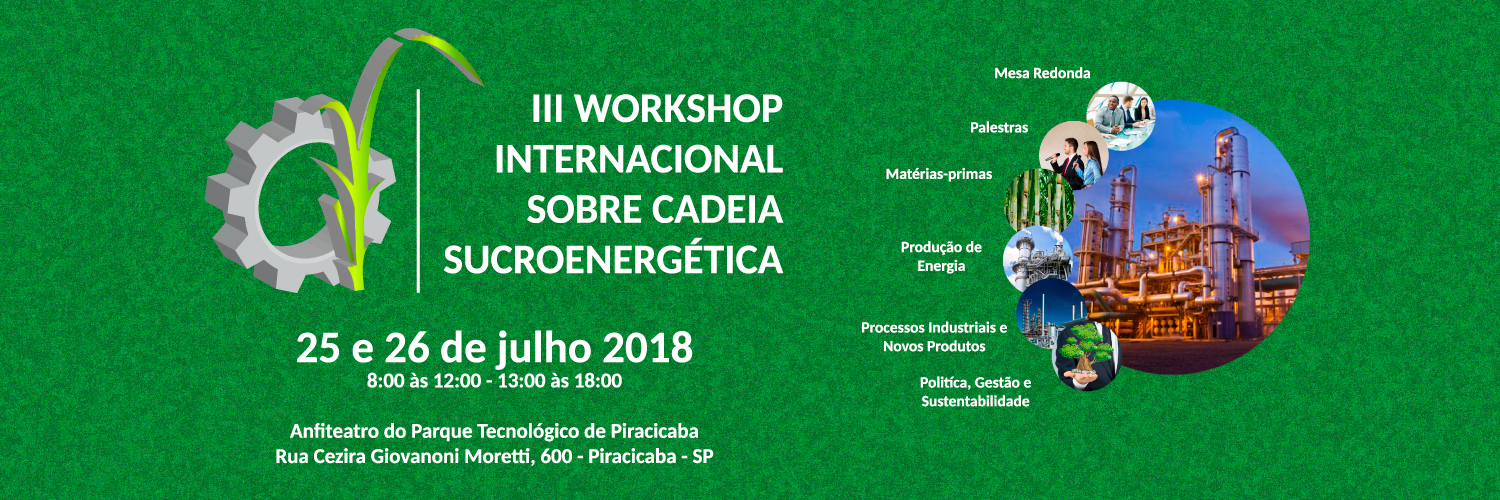 III WORKSHOP
INTERNACIONAL
SOBRE CADEIA
SUCROENERGÉTICA
25 e 26 de julho 2018
8:00 às 12:00 - 13:00 às 18:00
Anfiteatro do Parque Tecnológico de Piracicaba
Rua Cezira Giovanoni Moretti, 600 - Piracicaba - SP
Mesa Redonda
Palestras
Matérias-primas
Produção de
Energia
Processos Industriais e
Novos Produtos
Politíca, Gestão e
Sustentabilidade